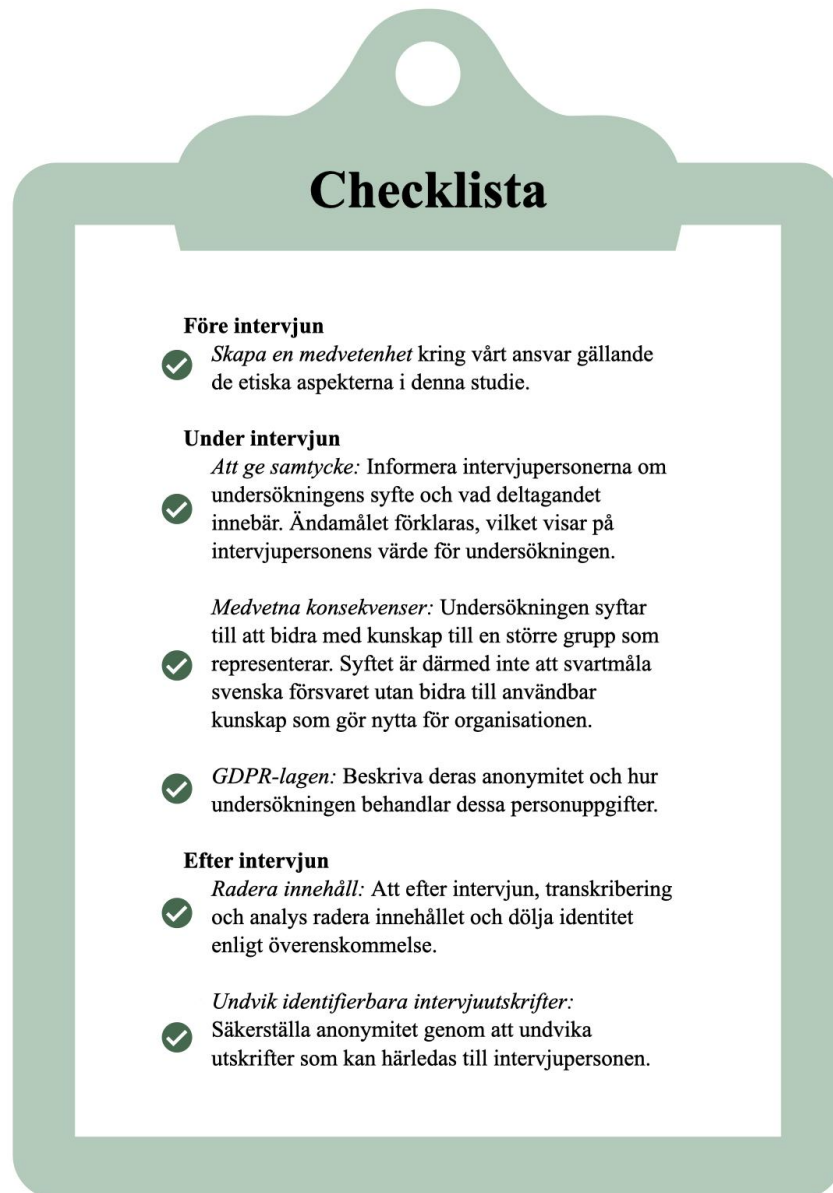 Checklista
Före intervjun
Skapa en medvetenhet kring vårt ansvar gällande
de etiska aspekterna i denna studie.
Under intervjun
Att ge samtycke: Informera intervjupersonerna om
undersökningens syfte och vad deltagandet
innebär. Ändamålet förklaras, vilket visar på
intervjupersonens värde för undersökningen.
Medvetna konsekvenser: Undersökningen syftar
till att bidra med kunskap till en större grupp som
representerar. Syftet är därmed inte att svartmåla
svenska försvaret utan bidra till användbar
kunskap som gör nytta för organisationen.
GDPR-lagen: Beskriva deras anonymitet och hur
undersökningen behandlar dessa personuppgifter.
Efter intervjun
Radera innehåll: Att efter intervjun, transkribering
och analys radera innehållet och dölja identitet
enligt överenskommelse.
Undvik identifierbara intervjuutskrifter:
Säkerställa anonymitet genom att undvika
utskrifter som kan härledas till intervjupersonen.